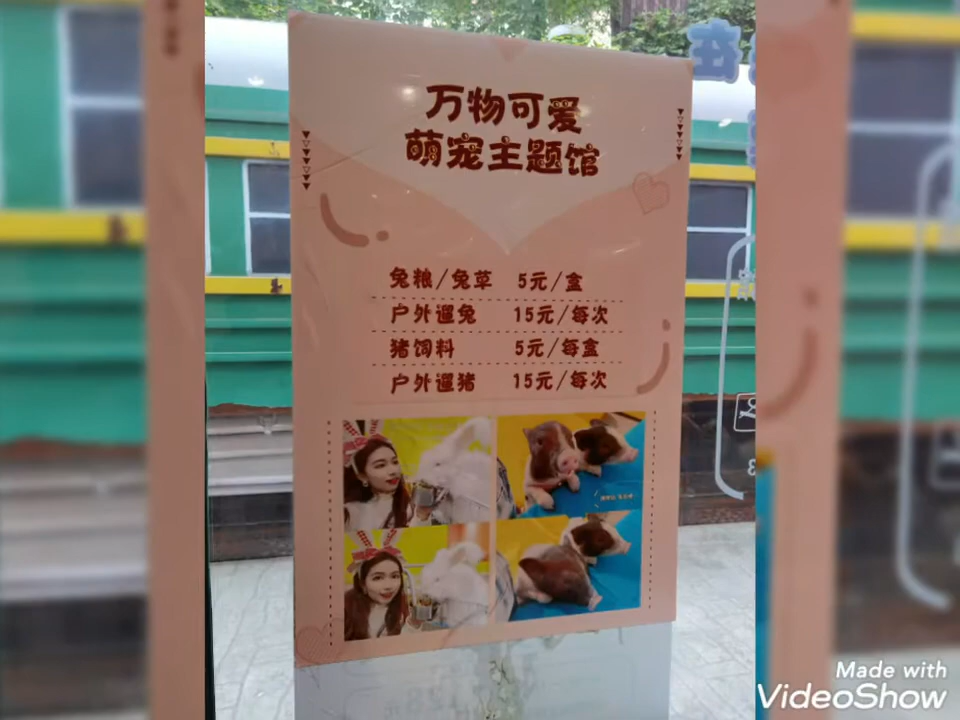 万物可爱
萌宠主题馆
兔粮/兔草 5元/盒
户外遛兔 15元/每次
猪饲料 5元/每盒
户外遛猪 15元/每次
在
Made with
VideoShow